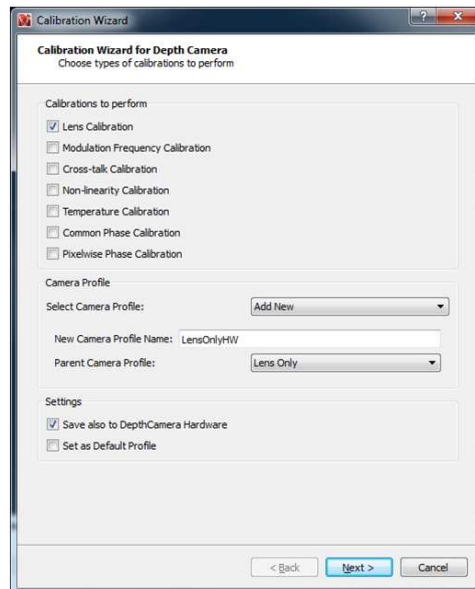 Calibration Wizard
Calibration Wizard for Depth Camera
Choose types of calibrations to perform
Calibrations to perform
Lens Calibration
Modulation Frequency Calibration
Cross-talk Calibration
Non-linearity Calibration
Temperature Calibration
Common Phase Calibration
Pixelwise Phase Calibration
Camera Profile
Select Camera Profile: Add New
New Camera Profile Name: LensOnlyHW
Parent Camera Profile: Lens Only
Settings
Save also to DepthCamera Hardware
Set as Default Profile
< Back Next > Cancel